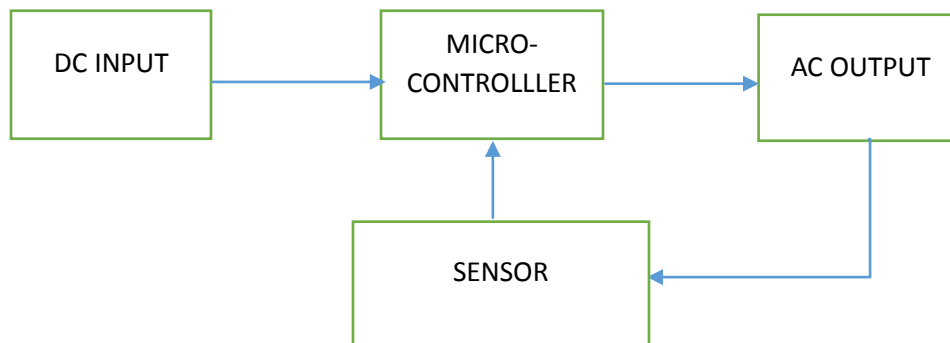 DC INPUT
MICRO-
CONTROLLLER
AC OUTPUT
SENSOR